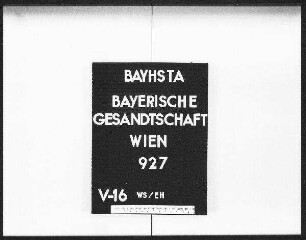 BAYHSTA
BAYERISCHE
GESANDTSCHAFT
WIEN
927
V-16 WS/EH